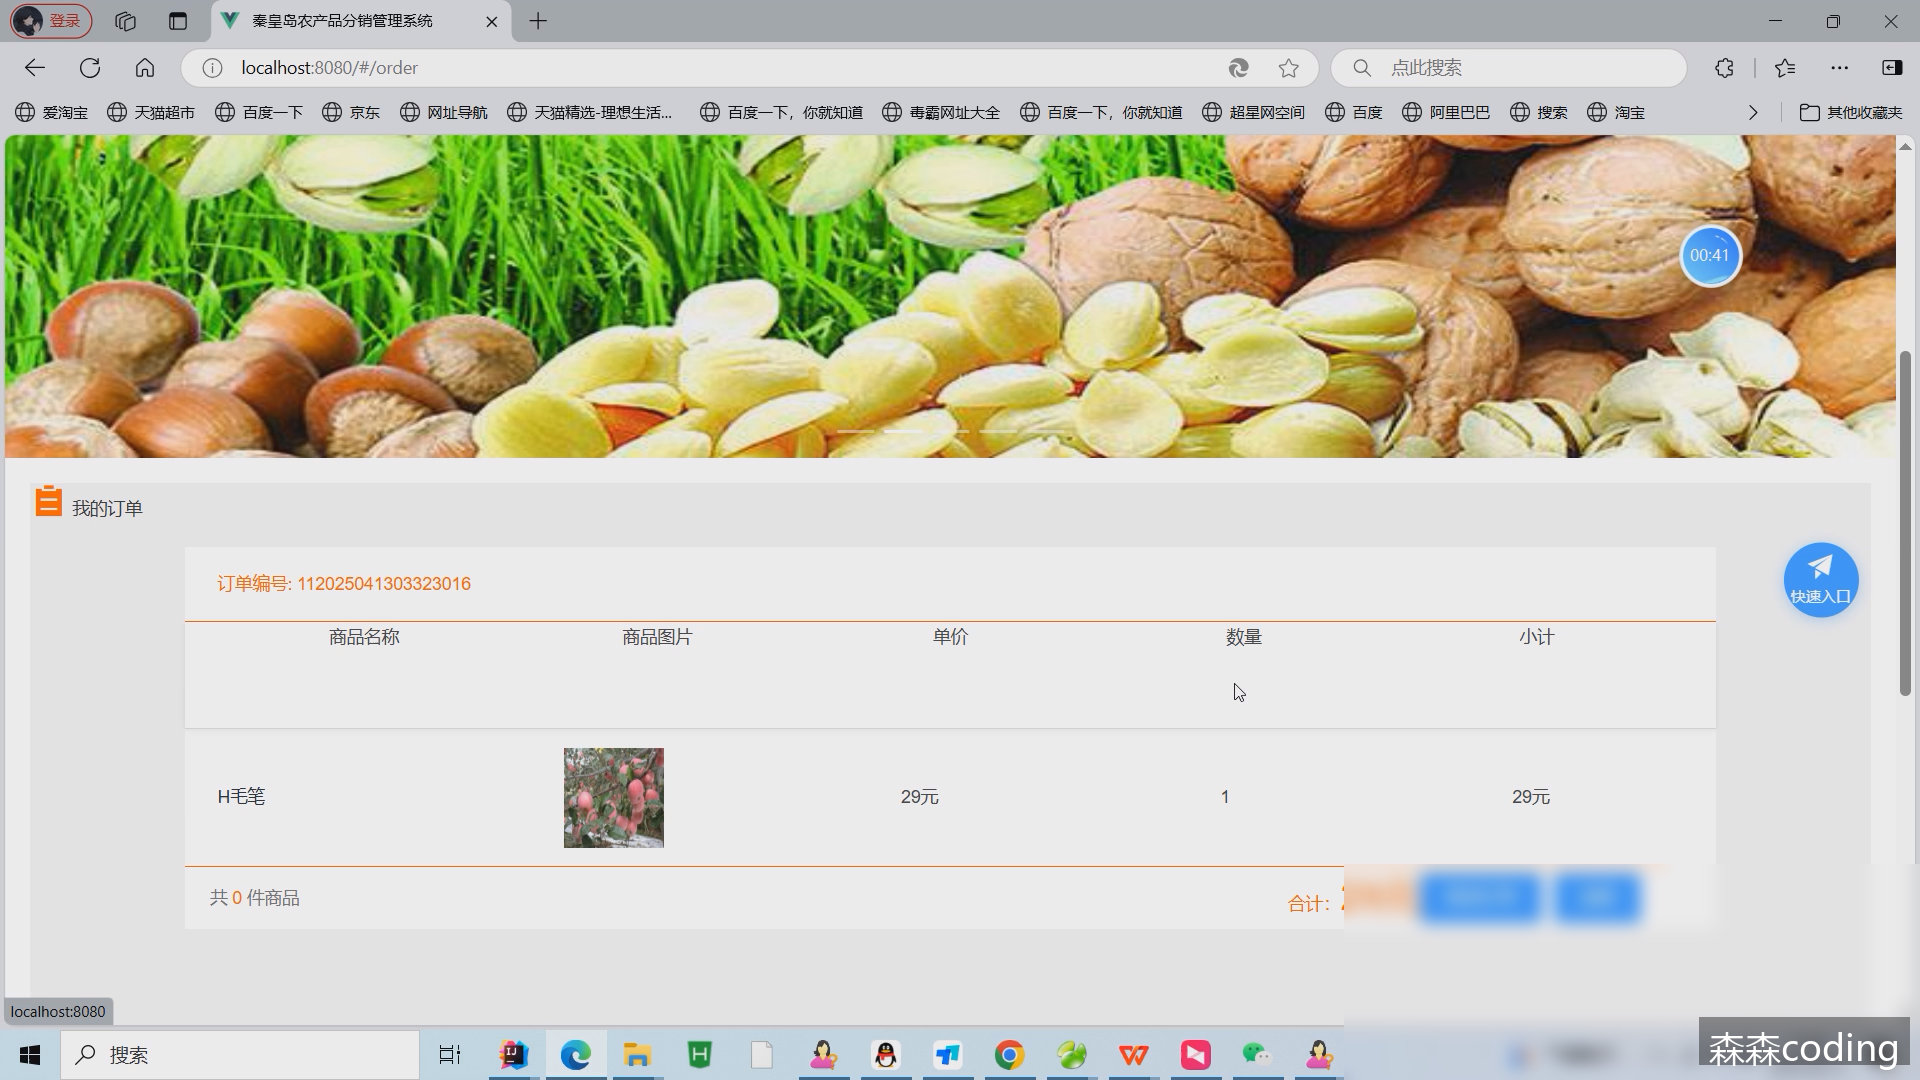 登录
秦皇岛农产品分销管理系统
localhost:8080/#/order
点此搜索
爱淘宝 天猫超市 百度一下 京东 网址导航 天猫精选-理想生活... 百度一下，你就知道 毒霸网址大全 百度一下，你就知道 超星网空间 百度 阿里巴巴 搜索 淘宝 其他收藏夹
00:41
我的订单
订单编号: 112025041303323016
快速入口
商品名称 商品图片 单价 数量 小计
H毛笔 29元 1 29元
共 0 件商品
合计：
localhost:8080
搜索
森森coding